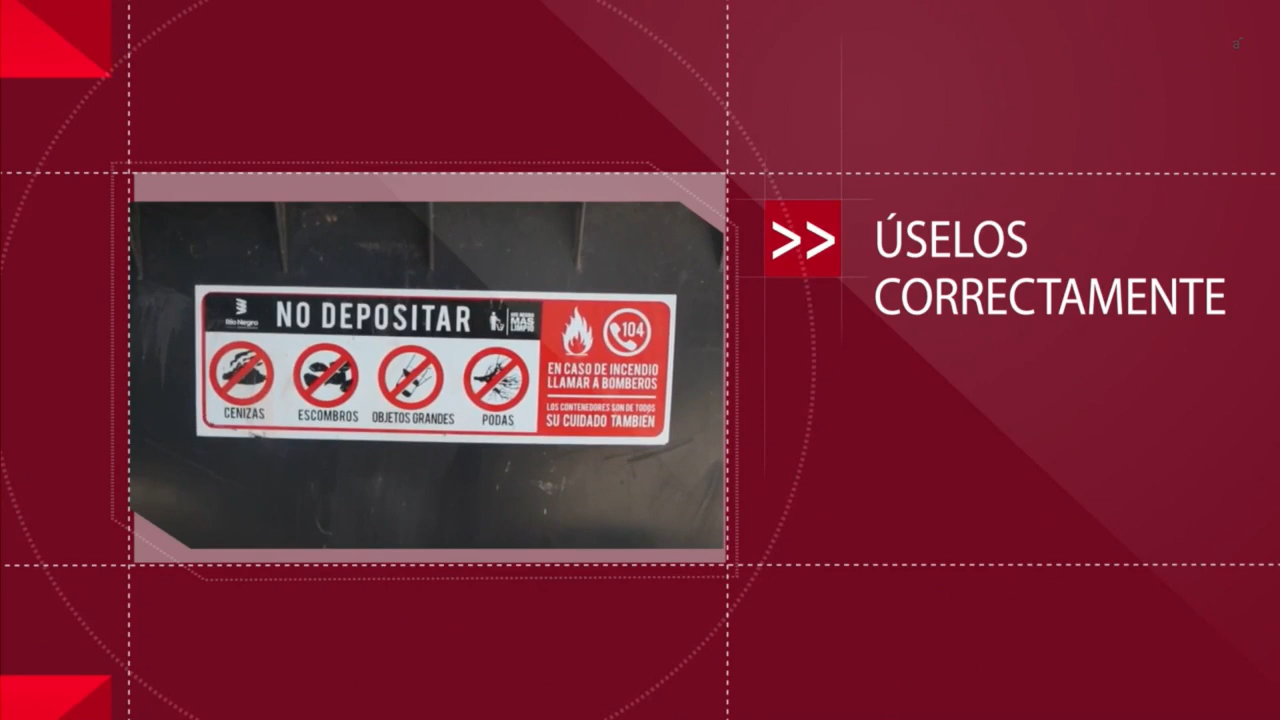 ÚSELOS
CORRECTAMENTE
Río Negro
NO DEPOSITAR
MAS
LIMPIO
104
CENIZAS
ESCOMBROS
OBJETOS GRANDES
PODAS
EN CASO DE INCENDIO
LLAMAR A BOMBEROS
LOS CONTENEDORES SON DE TODOS
SU CUIDADO TAMBIEN